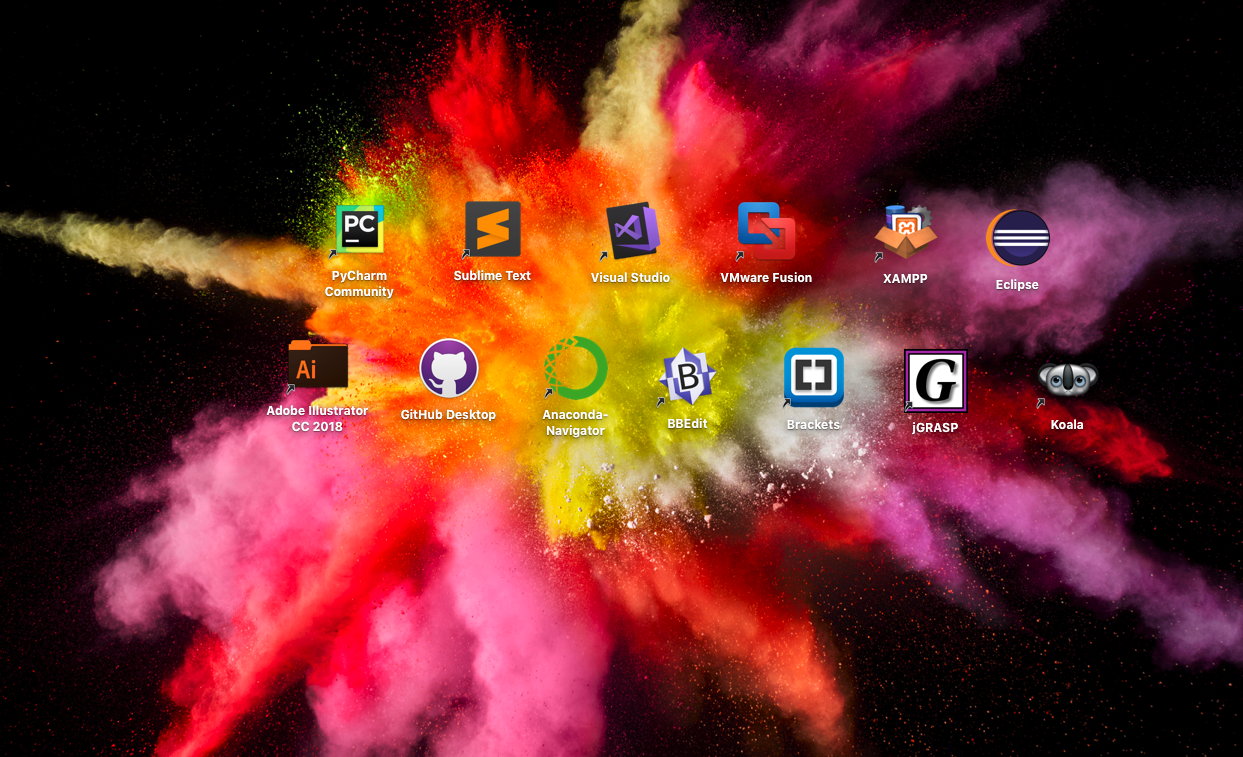 PC
PyCharm
Community
Sublime Text
Visual Studio
VMware Fusion
XAMPP
Eclipse
Ai
Adobe Illustrator
CC 2018
GitHub Desktop
Anaconda-
Navigator
B
BBEdit
Brackets
G
jGRASP
Koala